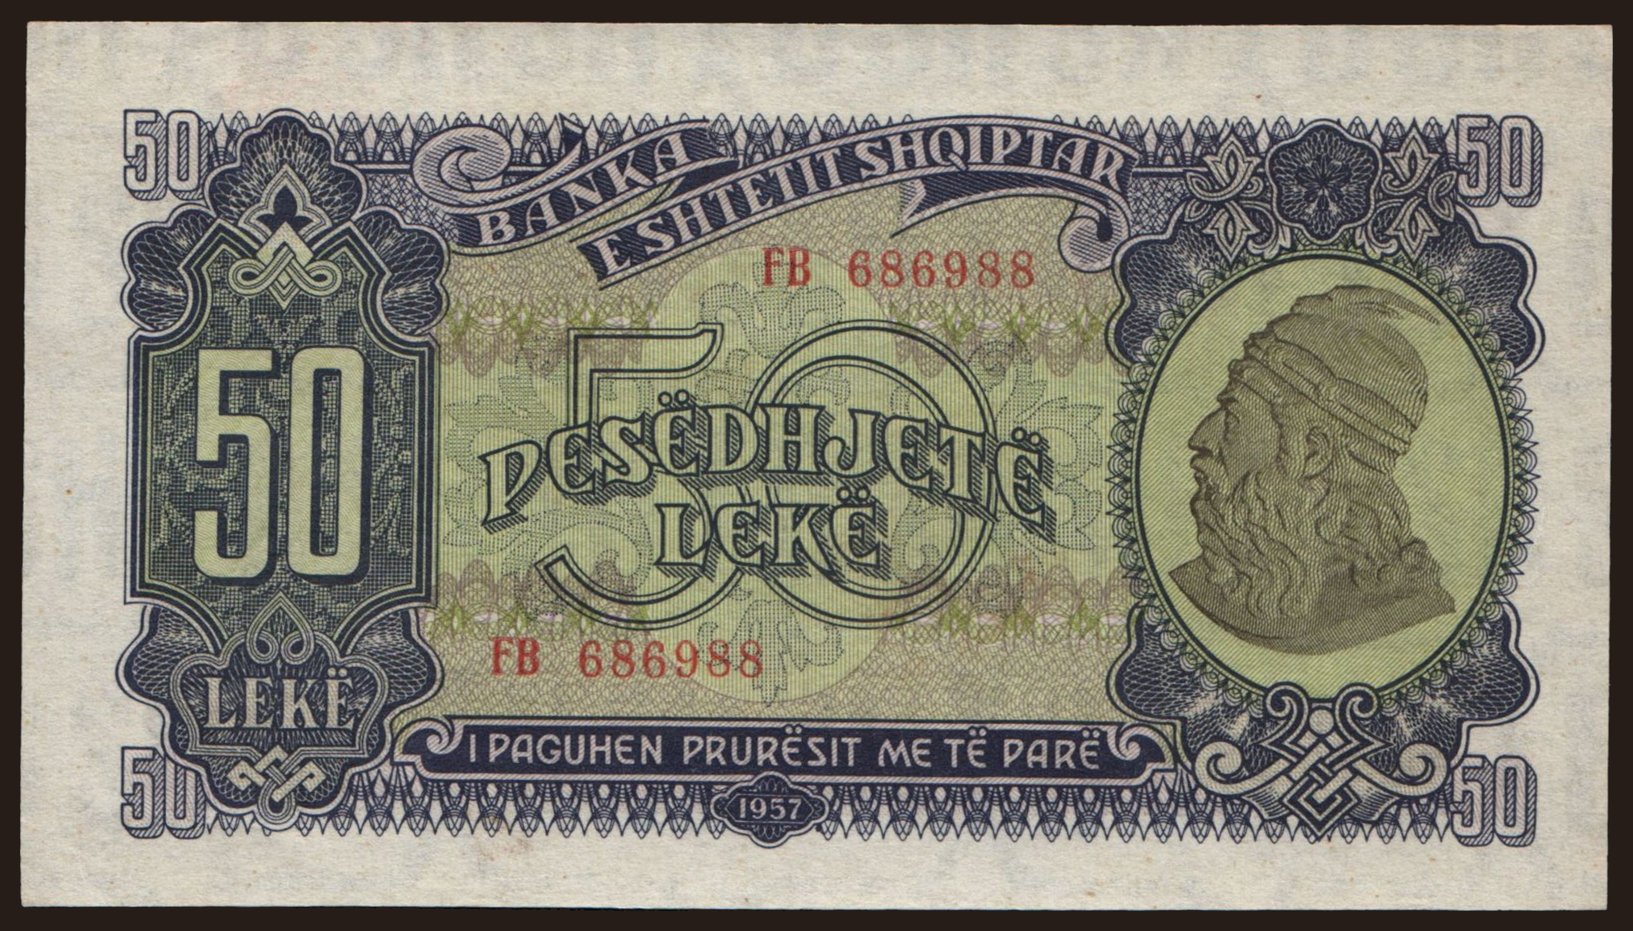 50
50
BANKA
E SHTETIT SHQIPTAR
FB 686988
50
50
PESËDHJETË
LEKË
FB 686988
LEKË
I PAGUHEN PRURËSIT ME TË PARË
50
1957
50